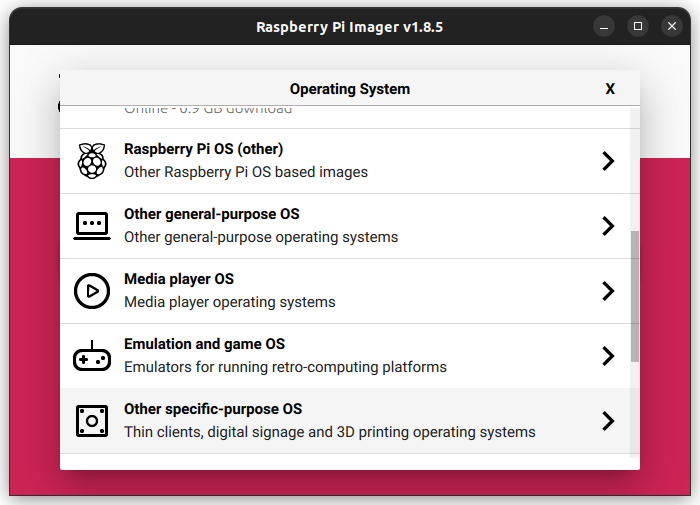 Raspberry Pi Imager v1.8.5
Operating System
X
Online - 0.9 GB download
Raspberry Pi OS (other)
Other Raspberry Pi OS based images
Other general-purpose OS
Other general-purpose operating systems
Media player OS
Media player operating systems
Emulation and game OS
Emulators for running retro-computing platforms
Other specific-purpose OS
Thin clients, digital signage and 3D printing operating systems